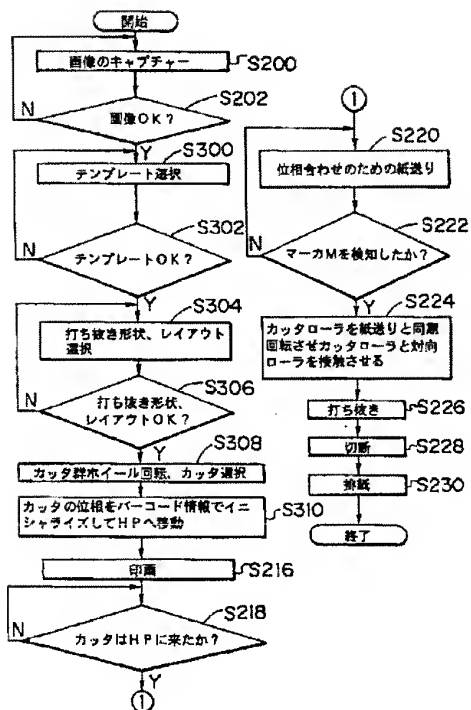 開始
画像のキャプチャー
S200
画像OK?
S202
N
Y
テンプレート選択
S300
テンプレートOK?
S302
N
Y
打ち抜き形状、レイアウト
選択
S304
打ち抜き形状、
レイアウトOK?
S306
N
Y
カッタ群ホイール回転、カッタ選択
S308
カッタの位相をバーコード情報でイニ
シャライズしてHPへ移動
S310
印画
S216
カッタはHPに来たか?
S218
N
Y
1
1
位相合わせのための紙送り
S220
マーカMを検知したか?
S222
N
Y
カッタローラを紙送りと同期
回転させカッタローラと対向
ローラを接触させる
S224
打ち抜き
S226
切断
S228
排紙
S230
終了